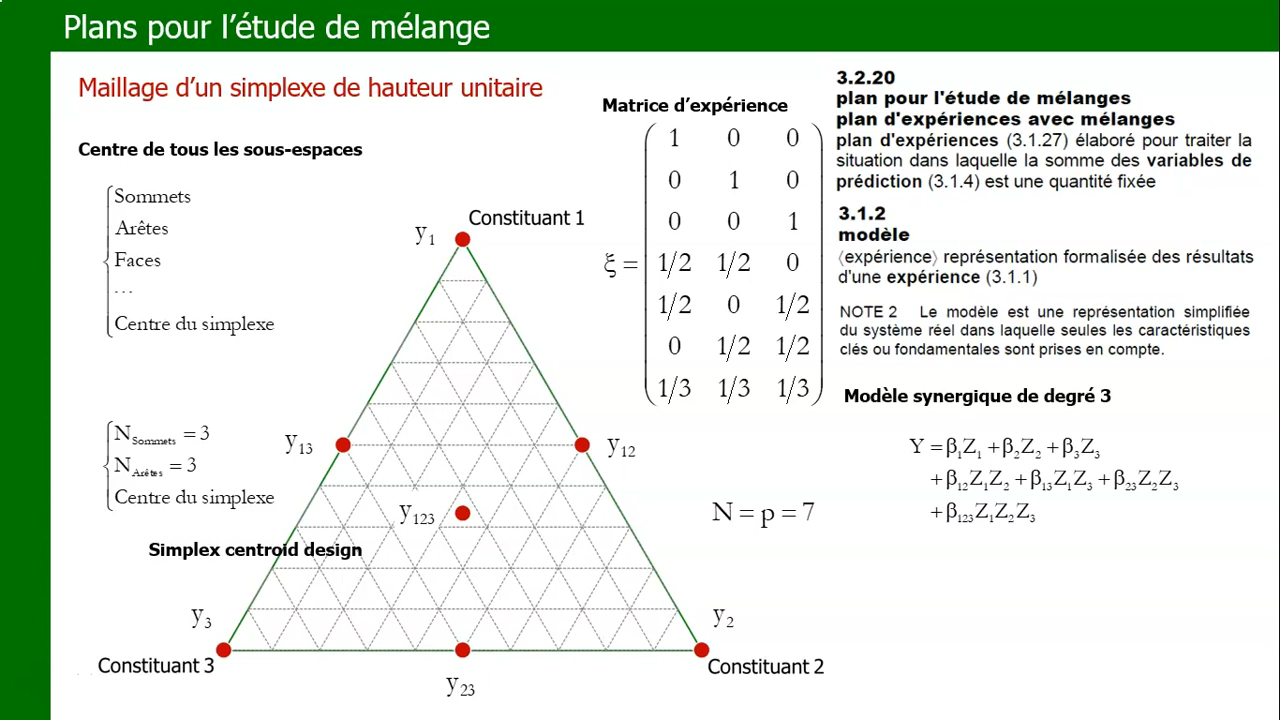 Plans pour l’étude de mélange
Maillage d’un simplexe de hauteur unitaire
Centre de tous les sous-espaces
Sommets
Arêtes
Faces
...
Centre du simplexe
N Sommets = 3
N Arêtes = 3
Centre du simplexe
Simplex centroid design
y1
Constituant 1
y13
y12
y123
y3
y2
Constituant 3
Constituant 2
y23
Matrice d’expérience
1 0 0
0 1 0
0 0 1
ξ = 1/2 1/2 0
1/2 0 1/2
0 1/2 1/2
1/3 1/3 1/3
N = p = 7
3.2.20
plan pour l'étude de mélanges
plan d'expériences avec mélanges
plan d'expériences (3.1.27) élaboré pour traiter la
situation dans laquelle la somme des variables de
prédiction (3.1.4) est une quantité fixée
3.1.2
modèle
〈expérience〉 représentation formalisée des résultats
d'une expérience (3.1.1)
NOTE 2 Le modèle est une représentation simplifiée
du système réel dans laquelle seules les caractéristiques
clés ou fondamentales sont prises en compte.
Modèle synergique de degré 3
Y = β1Z1 + β2Z2 + β3Z3
+ β12Z1Z2 + β13Z1Z3 + β23Z2Z3
+ β123Z1Z2Z3